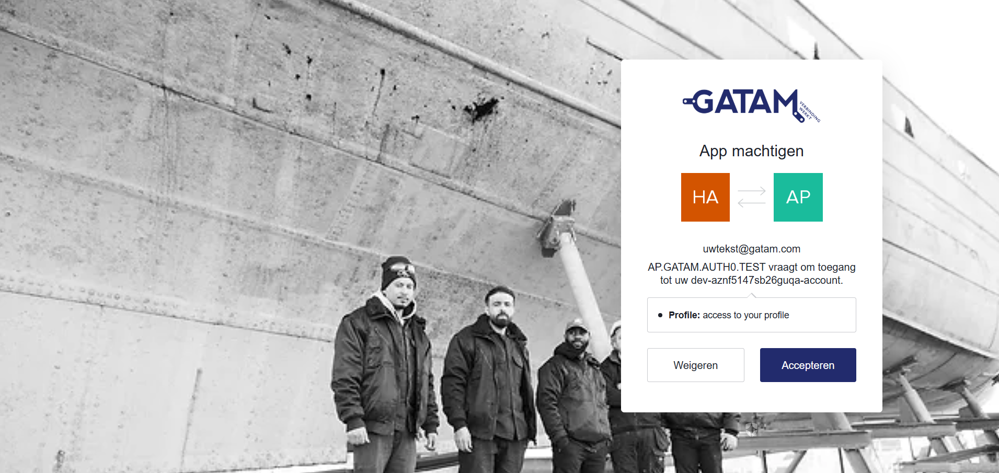 GATAM
VERBINDING
WERKT
App machtigen
HA
AP
uwtekst@gatam.com
AP.GATAM.AUTH0.TEST vraagt om toegang
tot uw dev-aznf5147sb26guqa-account.
• Profile: access to your profile
Weigeren
Accepteren